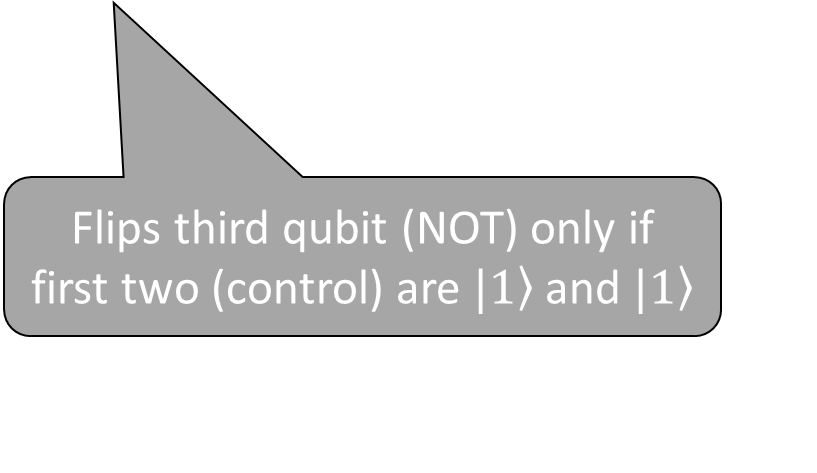 Flips third qubit (NOT) only if
first two (control) are |1⟩ and |1⟩